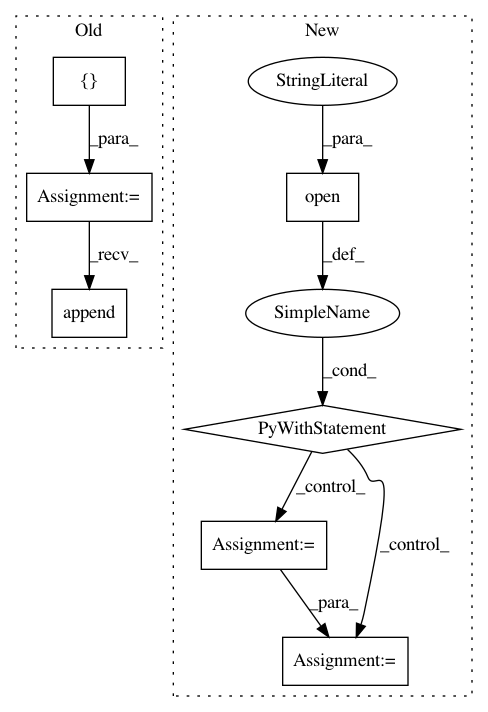 Old
New
{}
StringLiteral
_para_
_para_
Assignment:=
open
_recv_
_def_
append
SimpleName
_cond_
PyWithStatement
_control_
Assignment:=
_control_
_para_
Assignment:=